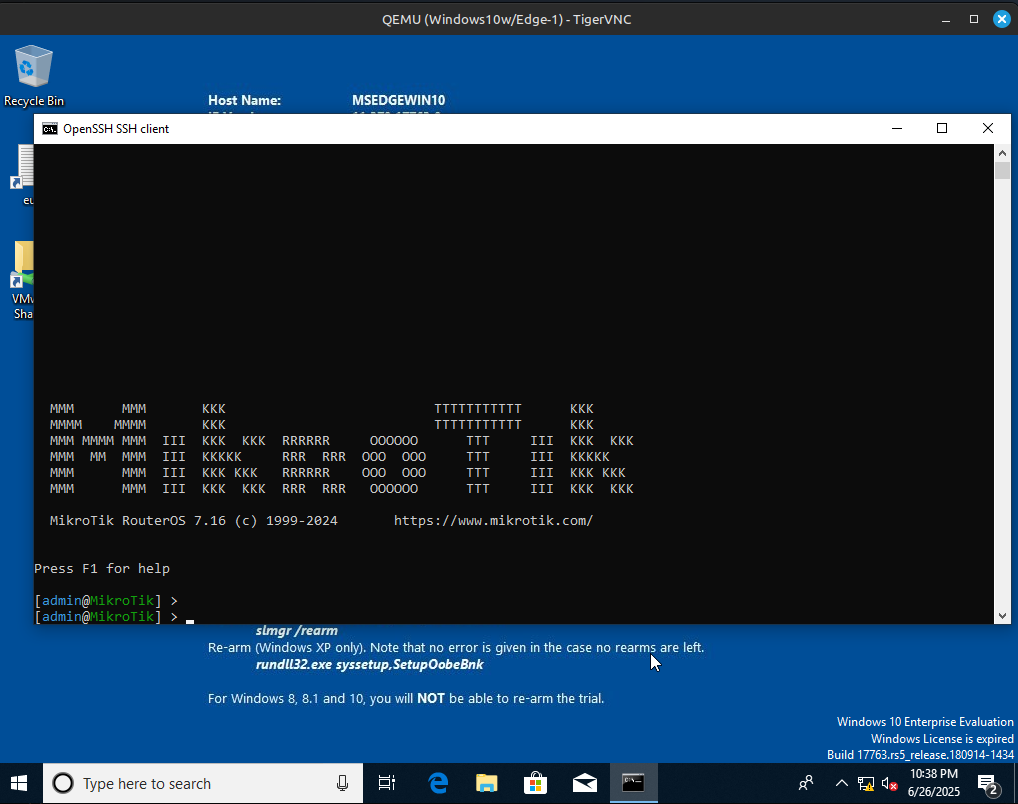 QEMU (Windows10w/Edge-1) - TigerVNC
Recycle Bin
Host Name: MSEDGEWIN10
OpenSSH SSH client
MMM      MMM       KKK                          TTTTTTTTTTT      KKK
MMMM    MMMM       KKK                          TTTTTTTTTTT      KKK
MMM MMMM MMM  III  KKK  KKK  RRRRRR     OOOOOO      TTT     III  KKK  KKK
MMM  MM  MMM  III  KKKKK     RRR  RRR  OOO  OOO     TTT     III  KKKKK
MMM      MMM  III  KKK KKK   RRRRRR    OOO  OOO     TTT     III  KKK KKK
MMM      MMM  III  KKK  KKK  RRR  RRR   OOOOOO      TTT     III  KKK  KKK
MikroTik RouterOS 7.16 (c) 1999-2024       https://www.mikrotik.com/
Press F1 for help
[admin@MikroTik] >
[admin@MikroTik] >
slmgr /rearm
Re-arm (Windows XP only). Note that no error is given in the case no rearms are left.
rundll32.exe syssetup,SetupOobeBnk
For Windows 8, 8.1 and 10, you will NOT be able to re-arm the trial.
Windows 10 Enterprise Evaluation
Windows License is expired
Build 17763.rs5_release.180914-1434
Type here to search
10:38 PM
6/26/2025
2